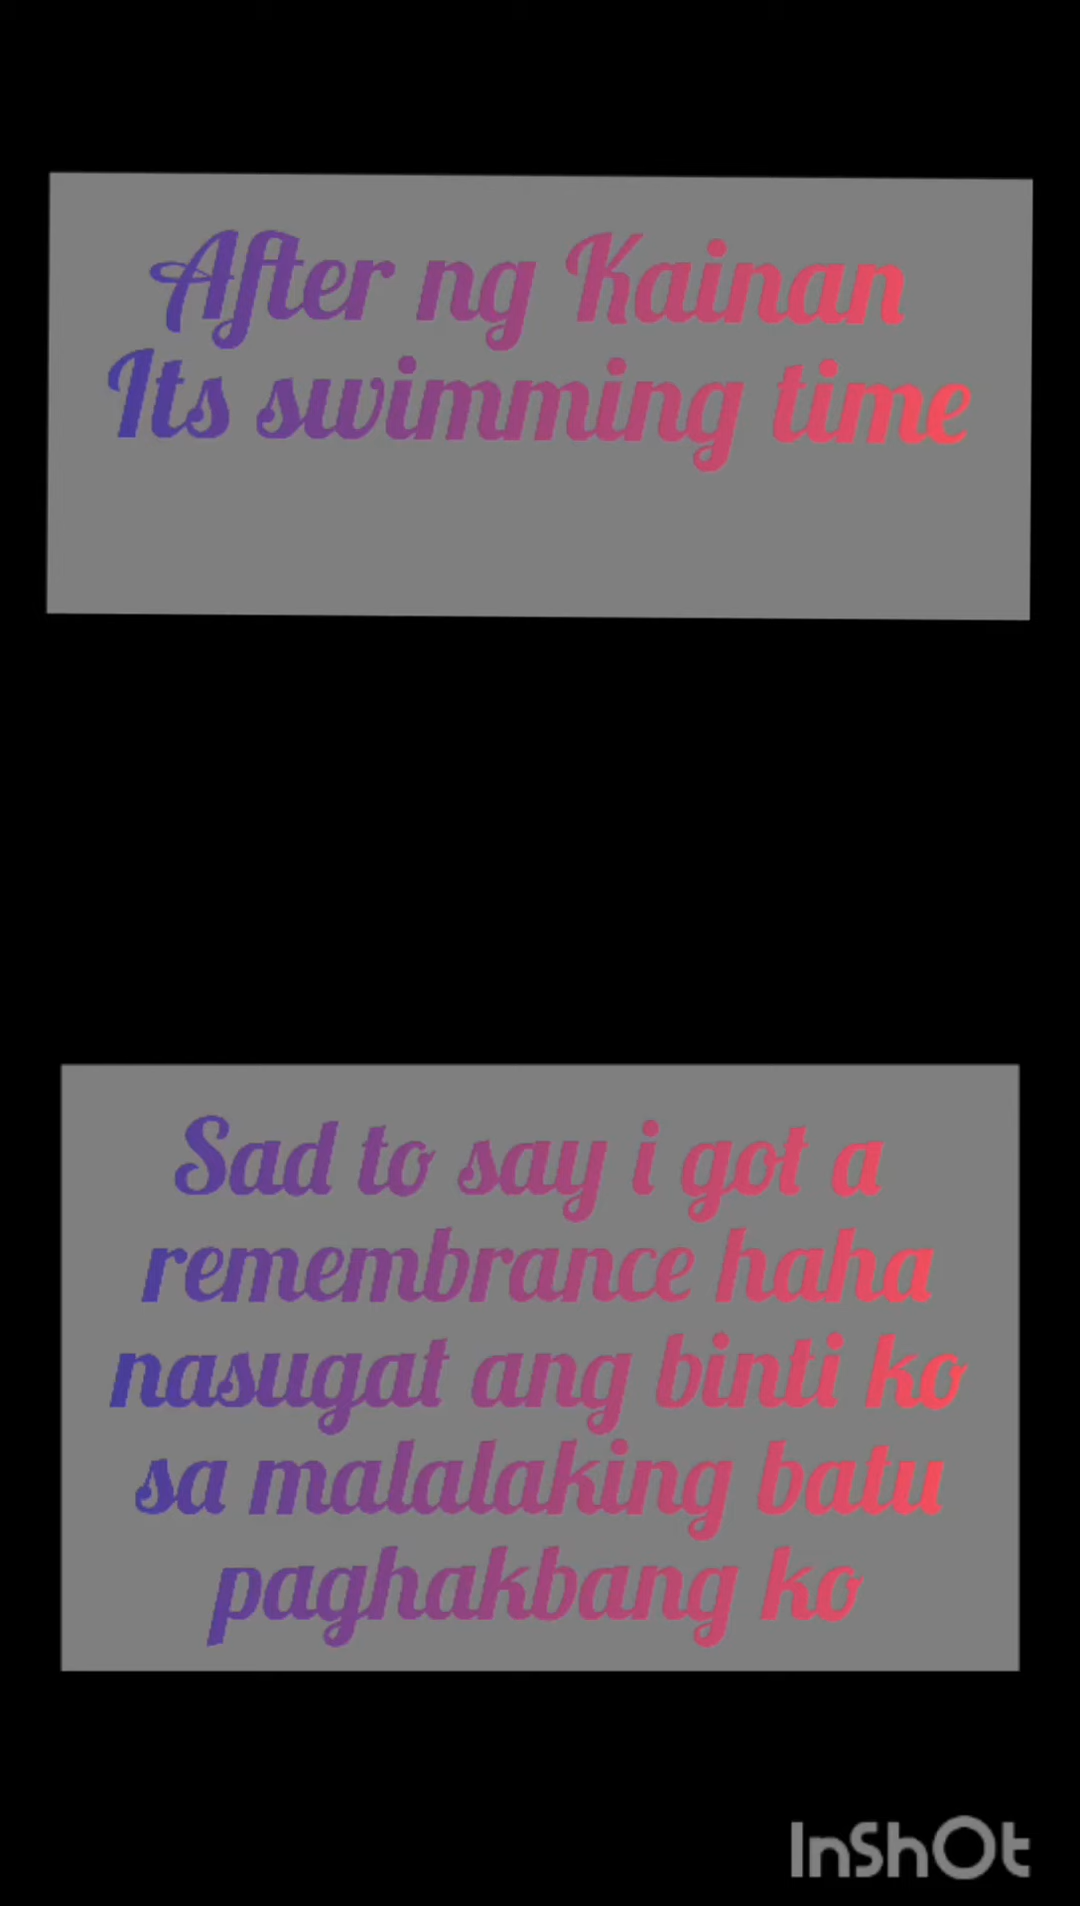 After ng Kainan
Its swimming time
Sad to say i got a
remembrance haha
nasugat ang binti ko
sa malalaking batu
paghakbang ko
InShOt